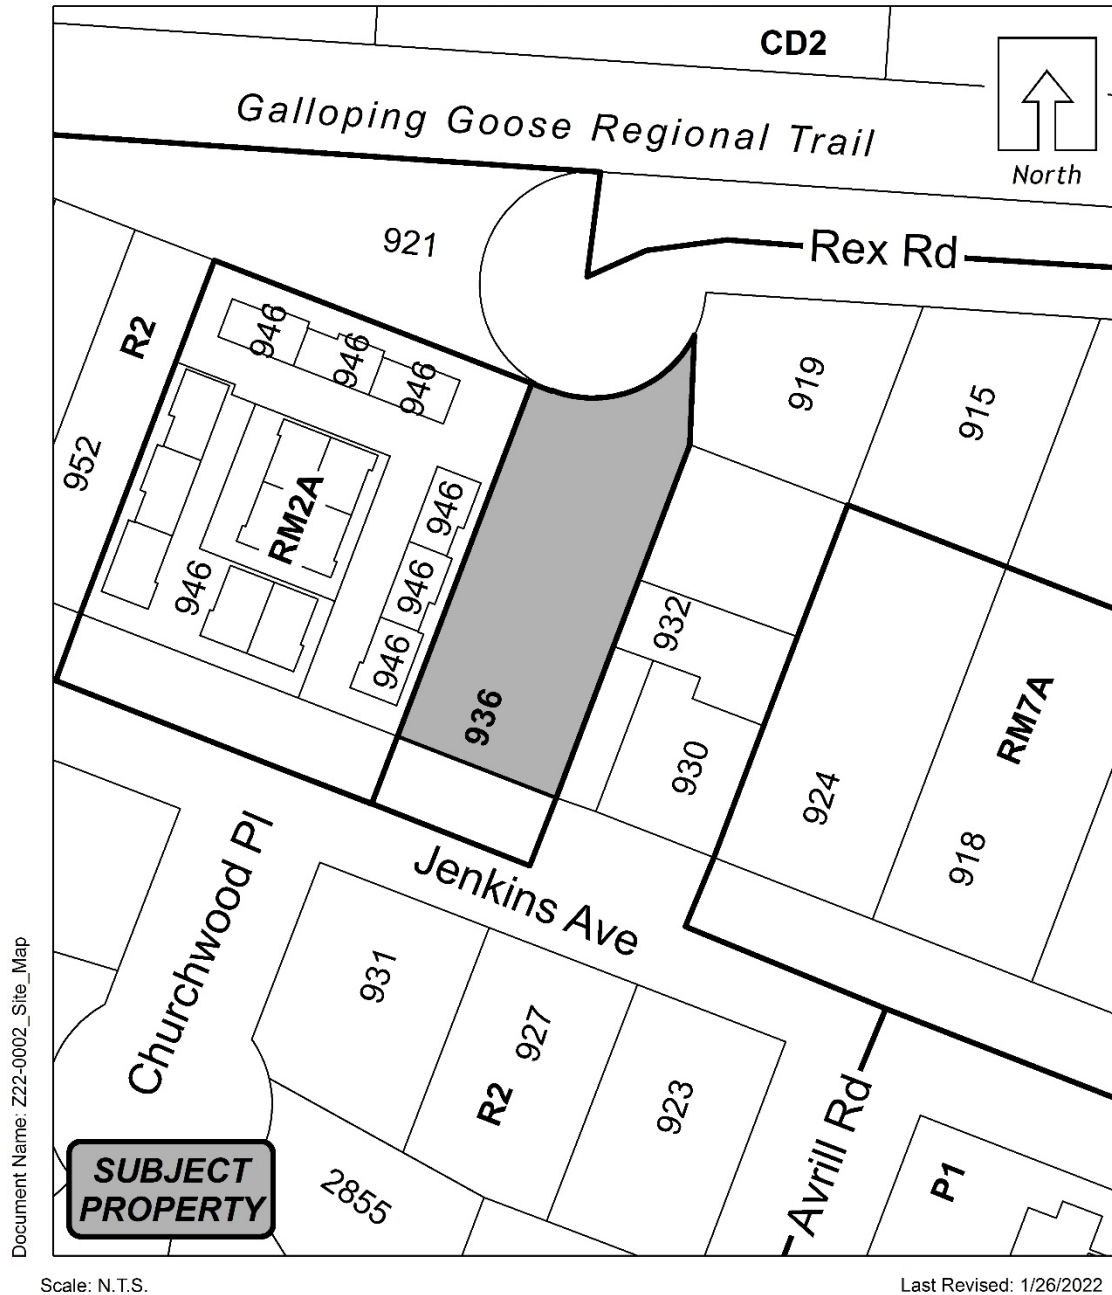 CD2
Galloping Goose Regional Trail
North
921
Rex Rd
R2
946
946
946
919
915
952
RM2A
946
946
946
946
932
936
RM7A
930
924
918
Jenkins Ave
Churchwood Pl
931
927
R2
923
Avrill Rd
P1
2855
SUBJECT
PROPERTY
Document Name: Z22-0002_Site_Map
Scale: N.T.S.
Last Revised: 1/26/2022